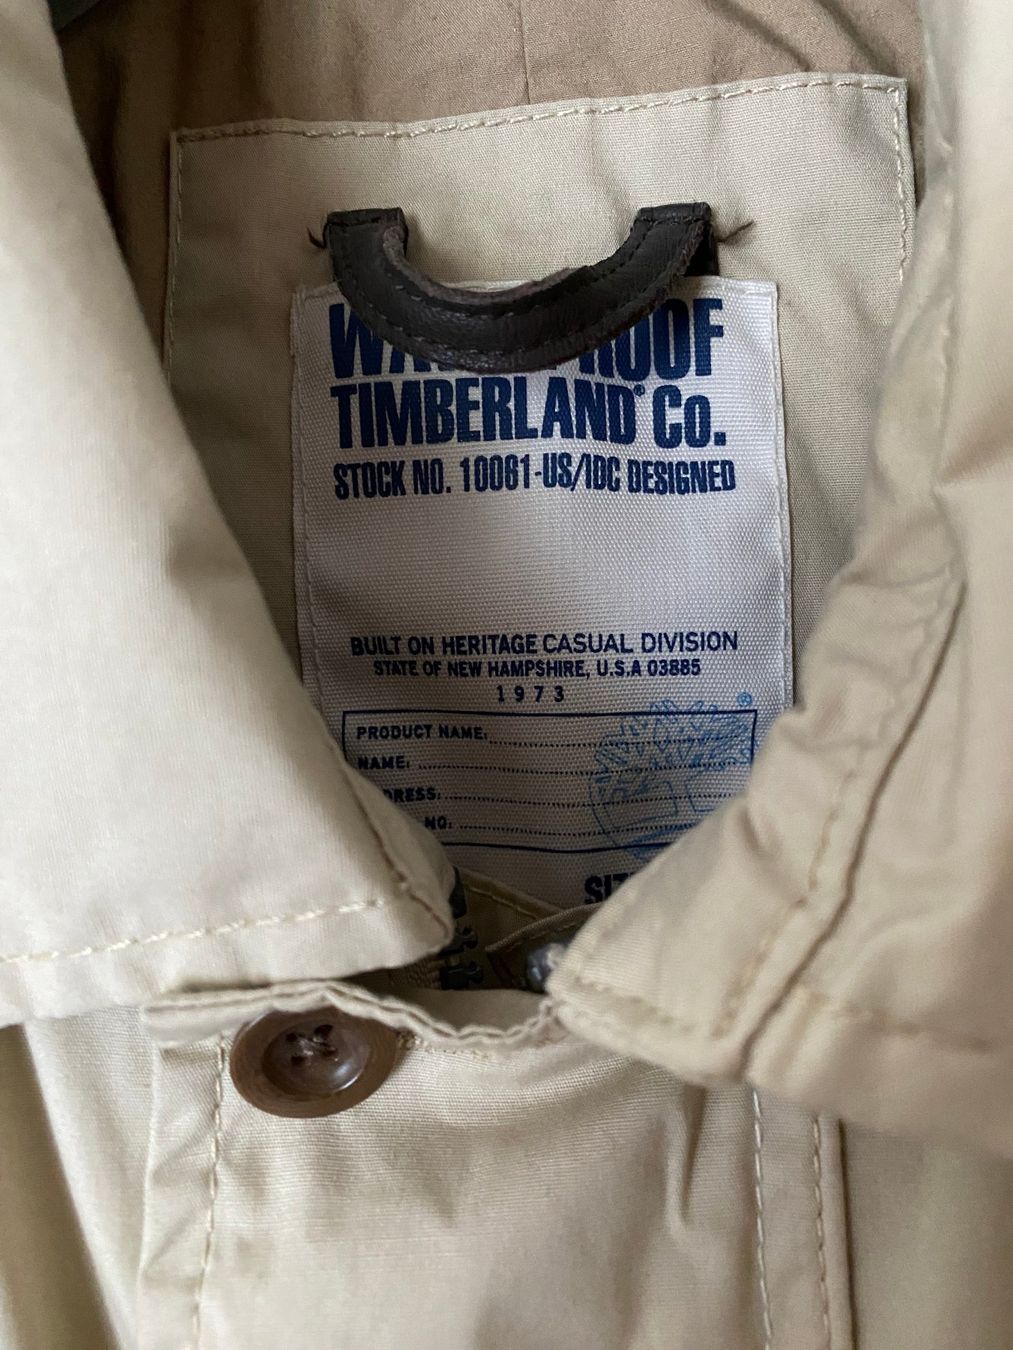 TIMBERLAND® Co.
STOCK NO. 10061-US/IDC DESIGNED
BUILT ON HERITAGE CASUAL DIVISION
STATE OF NEW HAMPSHIRE, U.S.A 03885
1973
PRODUCT NAME.
NAME.
NO.
®